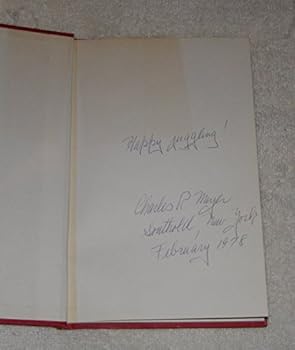 Happy juggling!
Charles R Meyer
Southold New York
February 1978